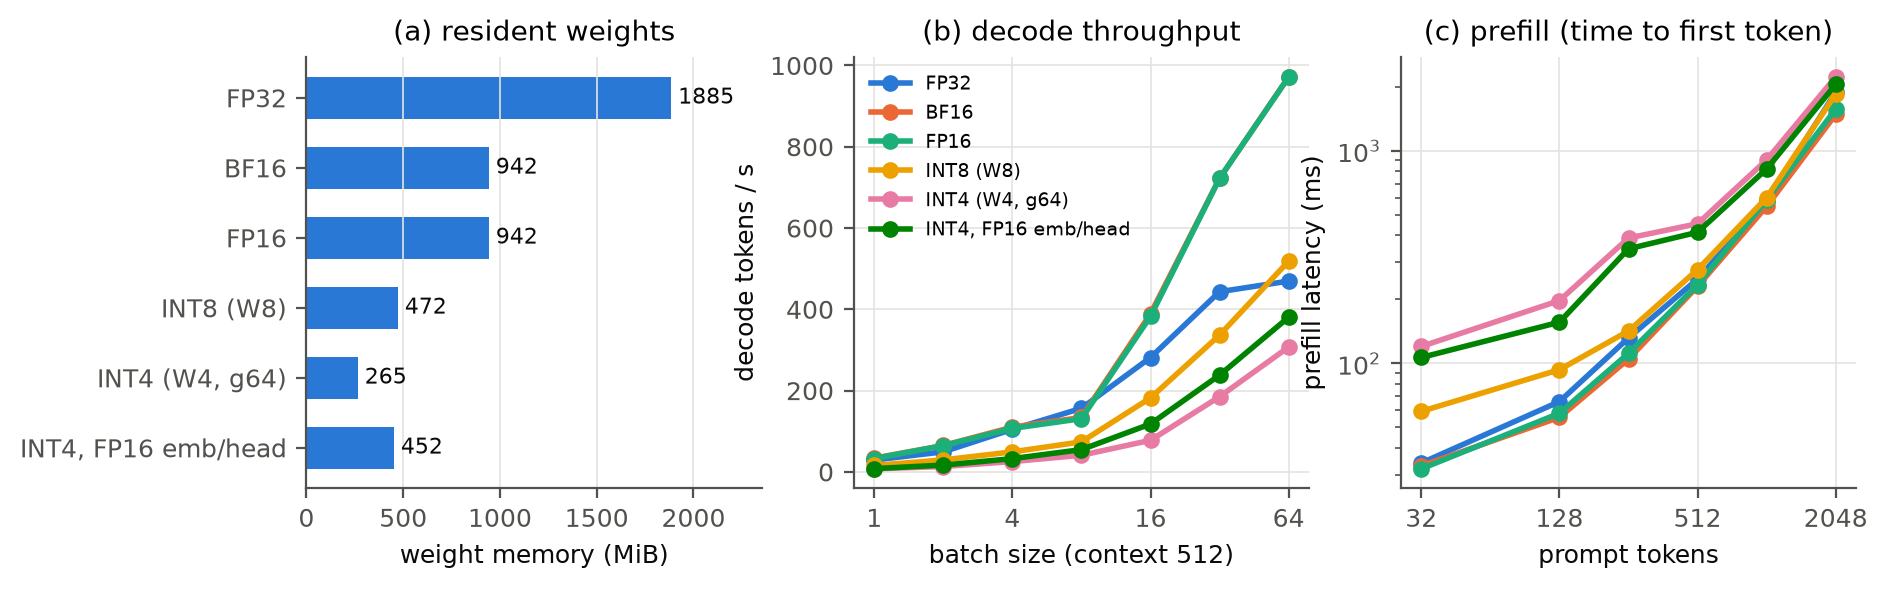 (a) resident weights
FP32
1885
BF16
942
FP16
942
INT8 (W8)
472
INT4 (W4, g64)
265
INT4, FP16 emb/head
452
0 500 1000 1500 2000
weight memory (MiB)
(b) decode throughput
decode tokens / s
1000
800
600
400
200
0
FP32
BF16
FP16
INT8 (W8)
INT4 (W4, g64)
INT4, FP16 emb/head
1 4 16 64
batch size (context 512)
(c) prefill (time to first token)
prefill latency (ms)
10³
10²
32 128 512 2048
prompt tokens